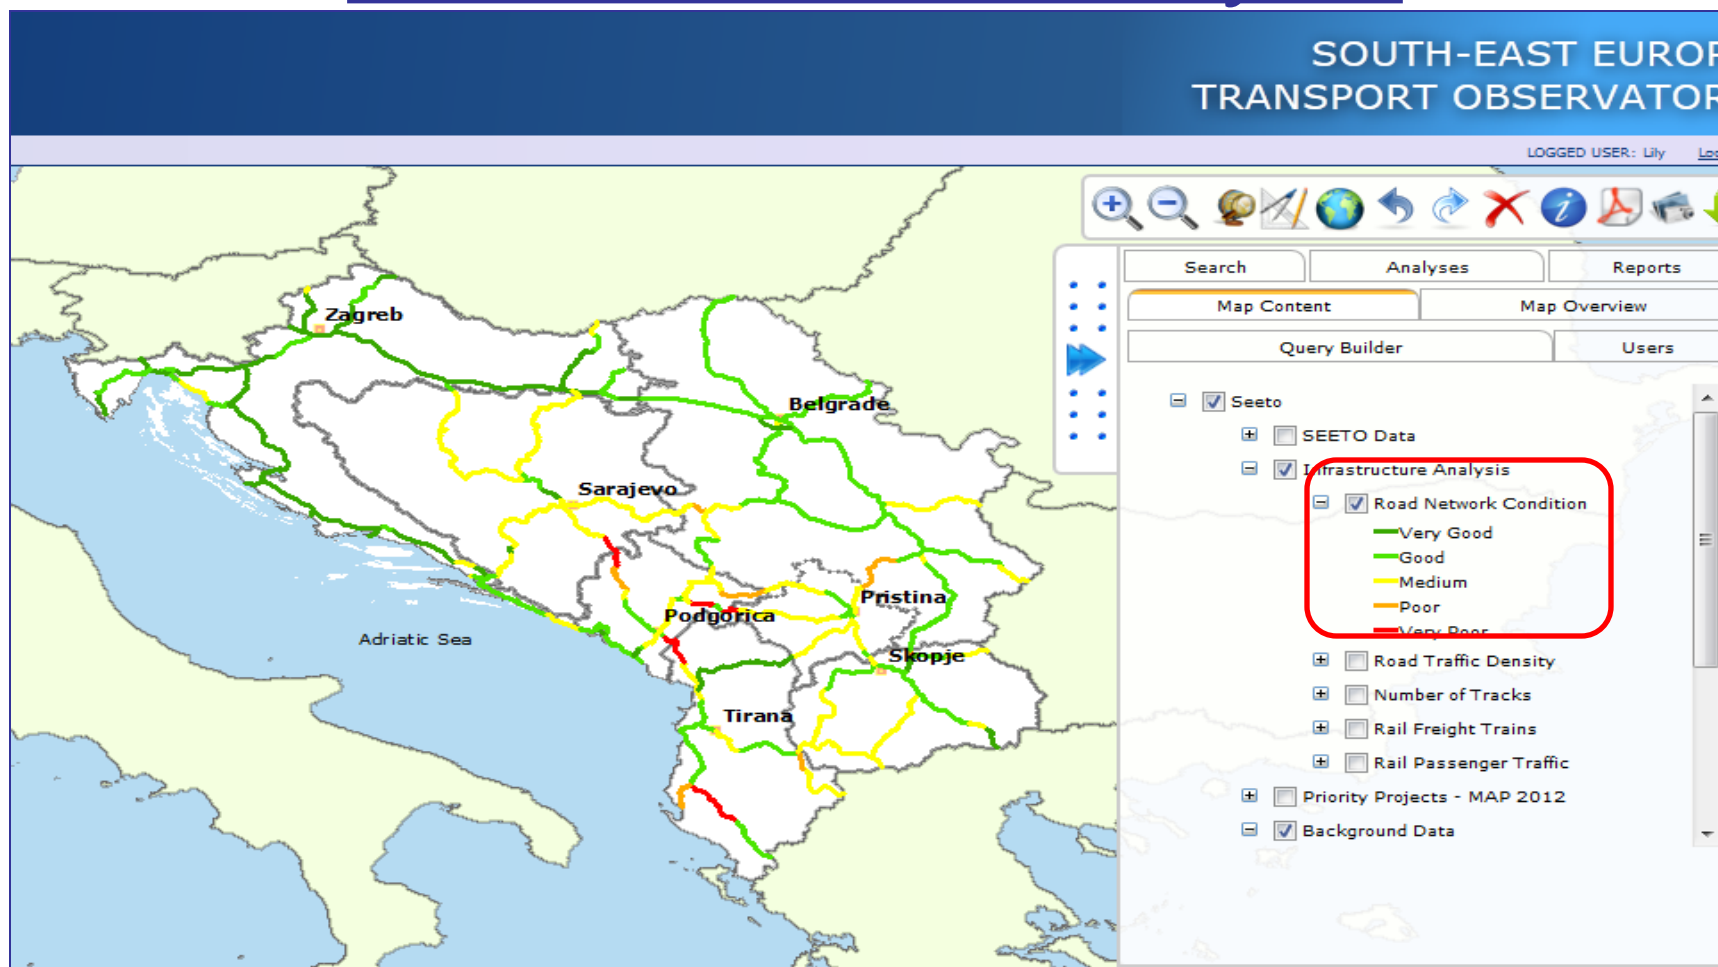 SOUTH-EAST EUROP
TRANSPORT OBSERVATOR
LOGGED USER: Lily
Search
Analyses
Reports
Map Content
Map Overview
Query Builder
Users
Seeto
SEETO Data
Infrastructure Analysis
Road Network Condition
Very Good
Good
Medium
Poor
Very Poor
Road Traffic Density
Number of Tracks
Rail Freight Trains
Rail Passenger Traffic
Priority Projects - MAP 2012
Background Data
Zagreb
Belgrade
Sarajevo
Pristina
Podgorica
Adriatic Sea
Skopje
Tirana